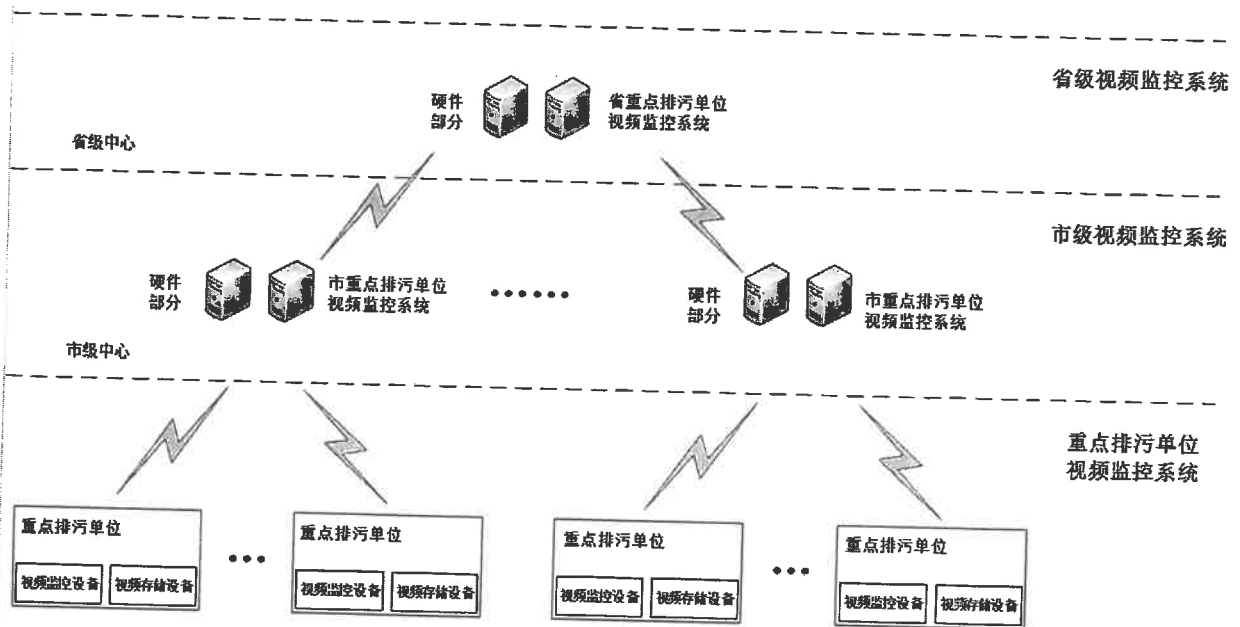 省级视频监控系统
硬件
部分
省重点排污单位
视频监控系统
省级中心
市级视频监控系统
硬件
部分
市重点排污单位
视频监控系统
••••••
硬件
部分
市重点排污单位
视频监控系统
市级中心
重点排污单位
视频监控系统
重点排污单位
视频监控设备
视频存储设备
•••
重点排污单位
视频监控设备
视频存储设备
重点排污单位
视频监控设备
视频存储设备
•••
重点排污单位
视频监控设备
视频存储设备